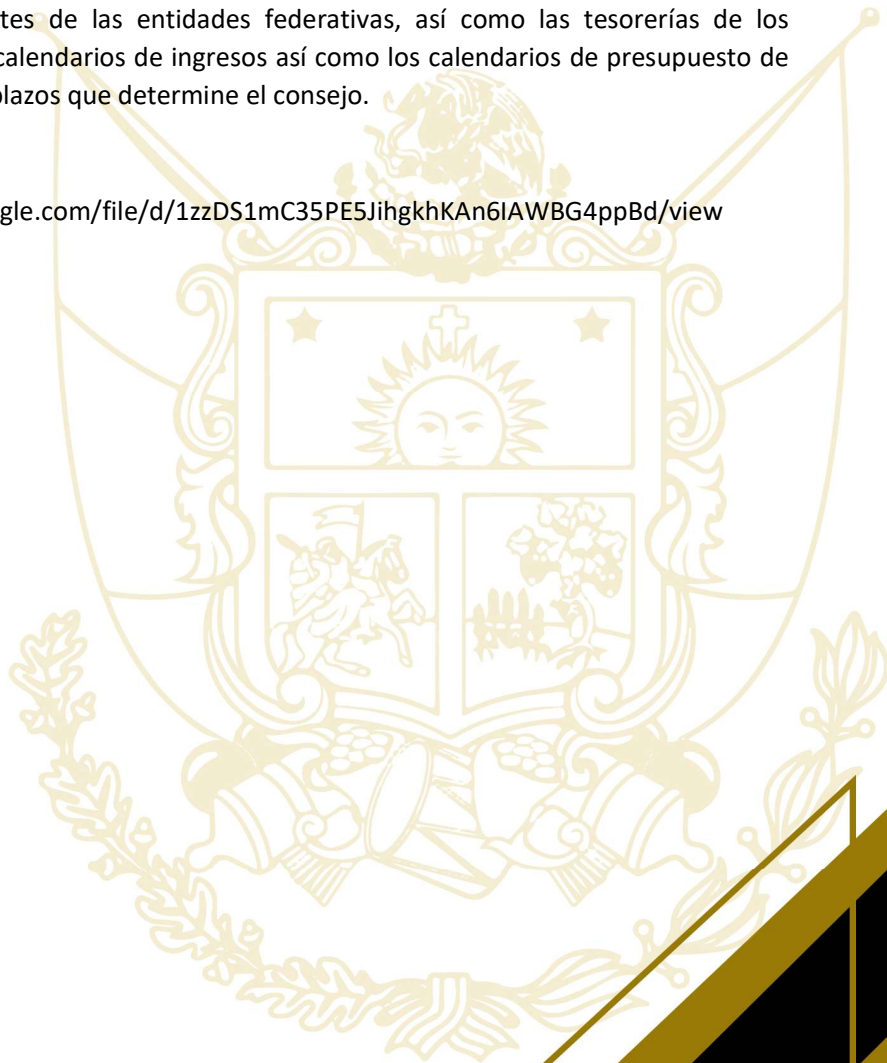 tes de las entidades federativas, así como las tesorerías de los
calendarios de ingresos así como los calendarios de presupuesto de
plazos que determine el consejo.
gle.com/file/d/1zzDS1mC35PE5JihgkhKAn6IAWBG4ppBd/view